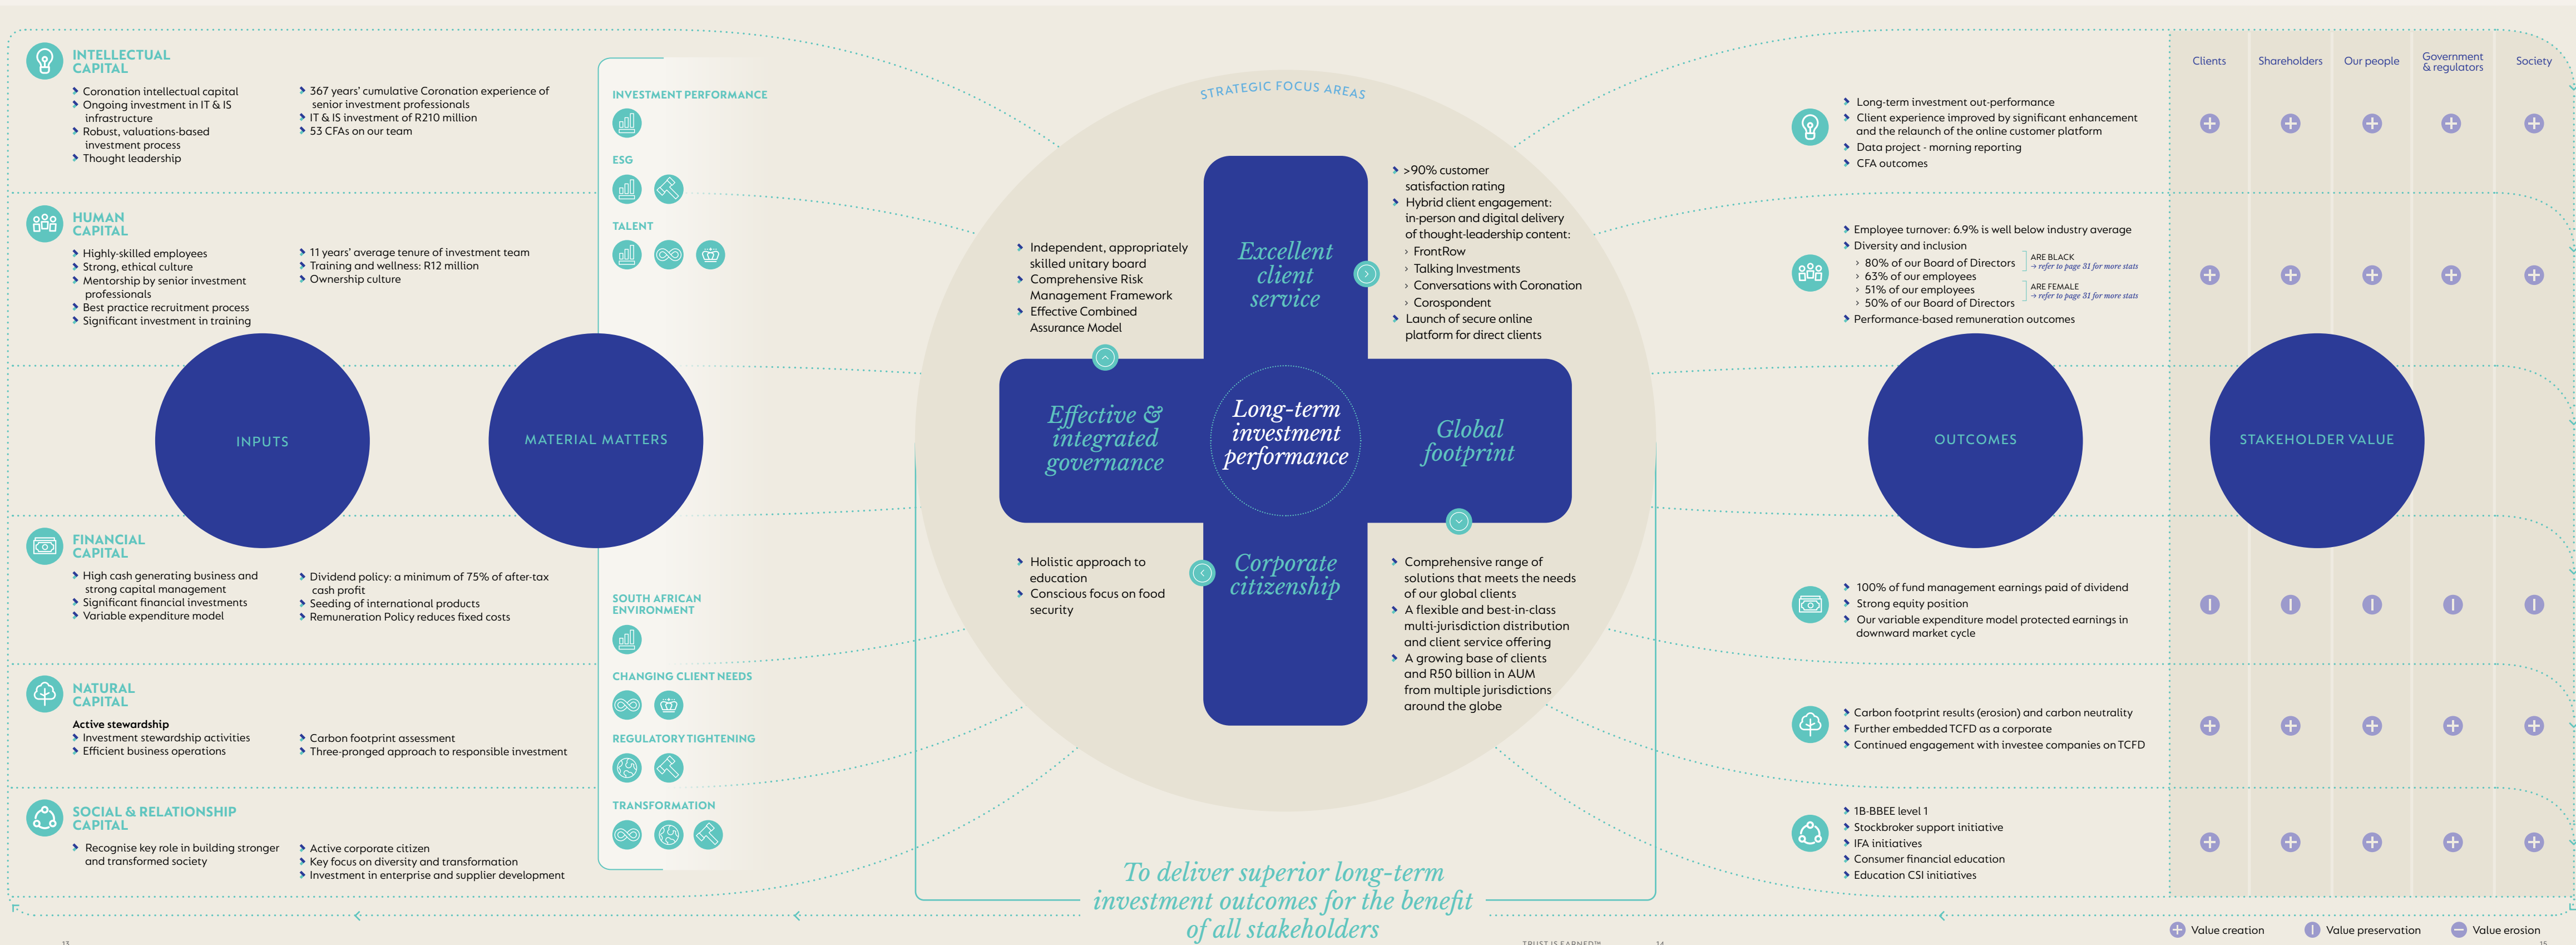 INTELLECTUAL
CAPITAL
Coronation intellectual capital
Ongoing investment in IT & IS
infrastructure
Robust, valuations-based
investment process
Thought leadership
367 years’ cumulative Coronation experience of
senior investment professionals
IT & IS investment of R210 million
53 CFAs on our team
HUMAN
CAPITAL
Highly-skilled employees
Strong, ethical culture
Mentorship by senior investment
professionals
Best practice recruitment process
Significant investment in training
11 years’ average tenure of investment team
Training and wellness: R12 million
Ownership culture
INPUTS
FINANCIAL
CAPITAL
High cash generating business and
strong capital management
Significant financial investments
Variable expenditure model
Dividend policy: a minimum of 75% of after-tax
cash profit
Seeding of international products
Remuneration Policy reduces fixed costs
NATURAL
CAPITAL
Active stewardship
Investment stewardship activities
Efficient business operations
Carbon footprint assessment
Three-pronged approach to responsible investment
SOCIAL & RELATIONSHIP
CAPITAL
Recognise key role in building stronger
and transformed society
Active corporate citizen
Key focus on diversity and transformation
Investment in enterprise and supplier development
INVESTMENT PERFORMANCE
ESG
TALENT
MATERIAL MATTERS
SOUTH AFRICAN
ENVIRONMENT
CHANGING CLIENT NEEDS
REGULATORY TIGHTENING
TRANSFORMATION
STRATEGIC FOCUS AREAS
Independent, appropriately
skilled unitary board
Comprehensive Risk
Management Framework
Effective Combined
Assurance Model
Excellent
client
service
>90% customer
satisfaction rating
Hybrid client engagement:
in-person and digital delivery
of thought-leadership content:
› FrontRow
› Talking Investments
› Conversations with Coronation
› Corospondent
Launch of secure online
platform for direct clients
Effective &
integrated
governance
Long-term
investment
performance
Global
footprint
Holistic approach to
education
Conscious focus on food
security
Corporate
citizenship
Comprehensive range of
solutions that meets the needs
of our global clients
A flexible and best-in-class
multi-jurisdiction distribution
and client service offering
A growing base of clients
and R50 billion in AUM
from multiple jurisdictions
around the globe
To deliver superior long-term
investment outcomes for the benefit
of all stakeholders
Clients
Shareholders
Our people
Government
& regulators
Society
Long-term investment out-performance
Client experience improved by significant enhancement
and the relaunch of the online customer platform
Data project - morning reporting
CFA outcomes
Employee turnover: 6.9% is well below industry average
Diversity and inclusion
› 80% of our Board of Directors
› 63% of our employees
ARE BLACK
→ refer to page 31 for more stats
› 51% of our employees
› 50% of our Board of Directors
ARE FEMALE
→ refer to page 31 for more stats
Performance-based remuneration outcomes
OUTCOMES
STAKEHOLDER VALUE
100% of fund management earnings paid of dividend
Strong equity position
Our variable expenditure model protected earnings in
downward market cycle
Carbon footprint results (erosion) and carbon neutrality
Further embedded TCFD as a corporate
Continued engagement with investee companies on TCFD
1B-BBEE level 1
Stockbroker support initiative
IFA initiatives
Consumer financial education
Education CSI initiatives
Value creation
Value preservation
Value erosion
13
TRUST IS EARNED™
14
15